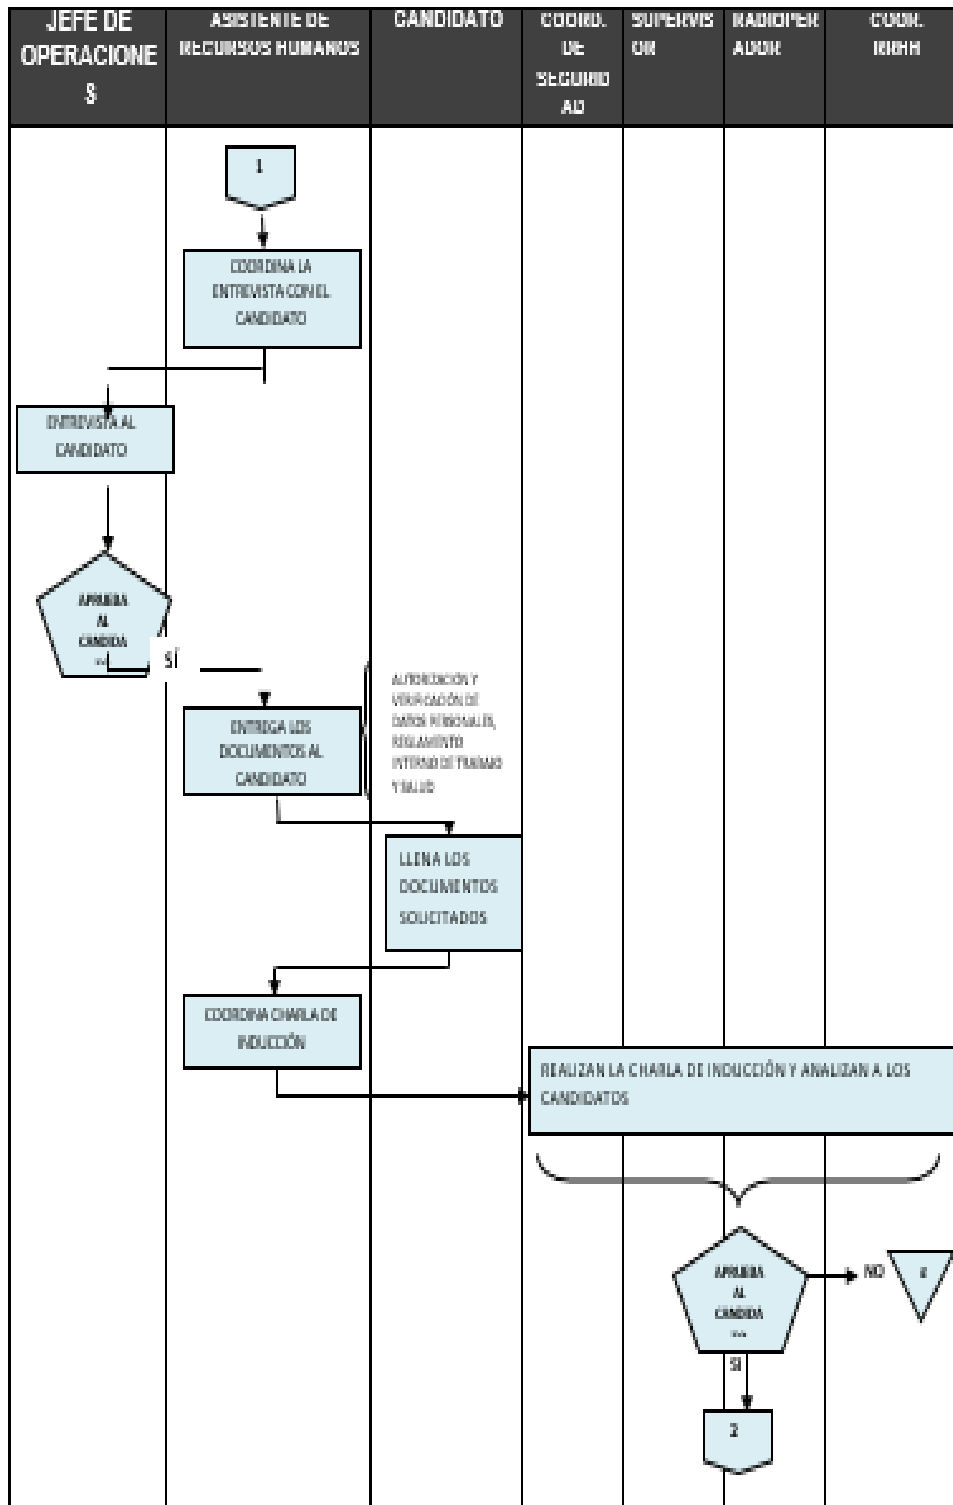 JEFE DE
OPERACIONE
S
ASISTENTE DE
RECURSOS HUMANOS
CANDIDATO
COORD.
DE
SEGURID
AD
SUPERVIS
OR
RADIOPER
ADOR
COOR.
RRHH
1
COORDINA LA
ENTREVISTA CON EL
CANDIDATO
ENTREVISTA AL
CANDIDATO
APRUEBA
AL
CANDIDA
SÍ
ENTREGA LOS
DOCUMENTOS AL
CANDIDATO
AUTORIZACIÓN Y
VERIFICACIÓN DE
DATOS PERSONALES,
REGLAMENTO
INTERNO DE TRABAJO
Y SALUD
LLENA LOS
DOCUMENTOS
SOLICITADOS
COORDINA CHARLA DE
INDUCCIÓN
REALIZAN LA CHARLA DE INDUCCIÓN Y ANALIZAN A LOS
CANDIDATOS
APRUEBA
AL
CANDIDA
NO
SI
2